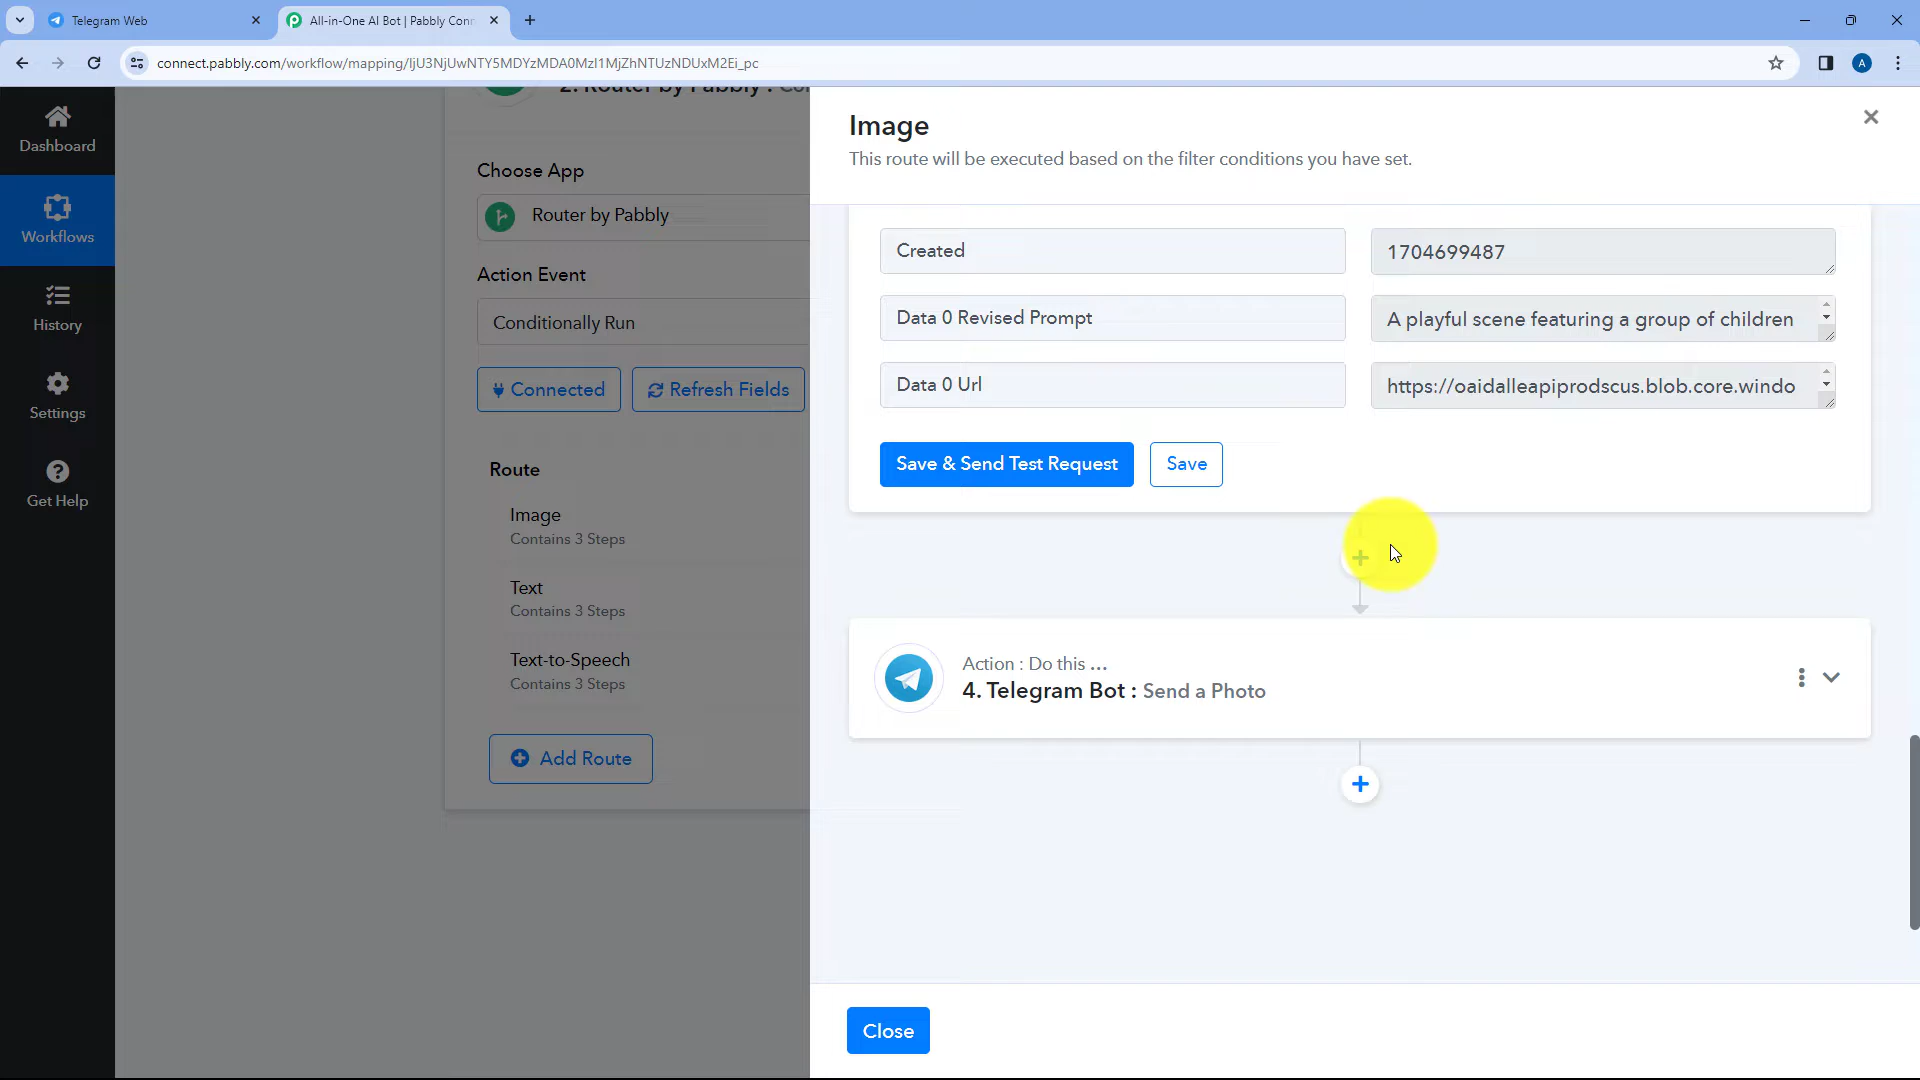 Telegram Web
All-in-One AI Bot | Pabbly Conn
connect.pabbly.com/workflow/mapping/
A
Dashboard
Workflows
History
Settings
Get Help
2. Router by Pabbly :
Choose App
Router by Pabbly
Action Event
Conditionally Run
Connected
Refresh Fields
Route
Image
Contains 3 Steps
Text
Contains 3 Steps
Text-to-Speech
Contains 3 Steps
Add Route
Image
This route will be executed based on the filter conditions you have set.
Created
1704699487
Data 0 Revised Prompt
A playful scene featuring a group of children
Data 0 Url
https://oaidalleapiprodscus.blob.core.windo
Save & Send Test Request
Save
Action : Do this ...
4. Telegram Bot : Send a Photo
Close